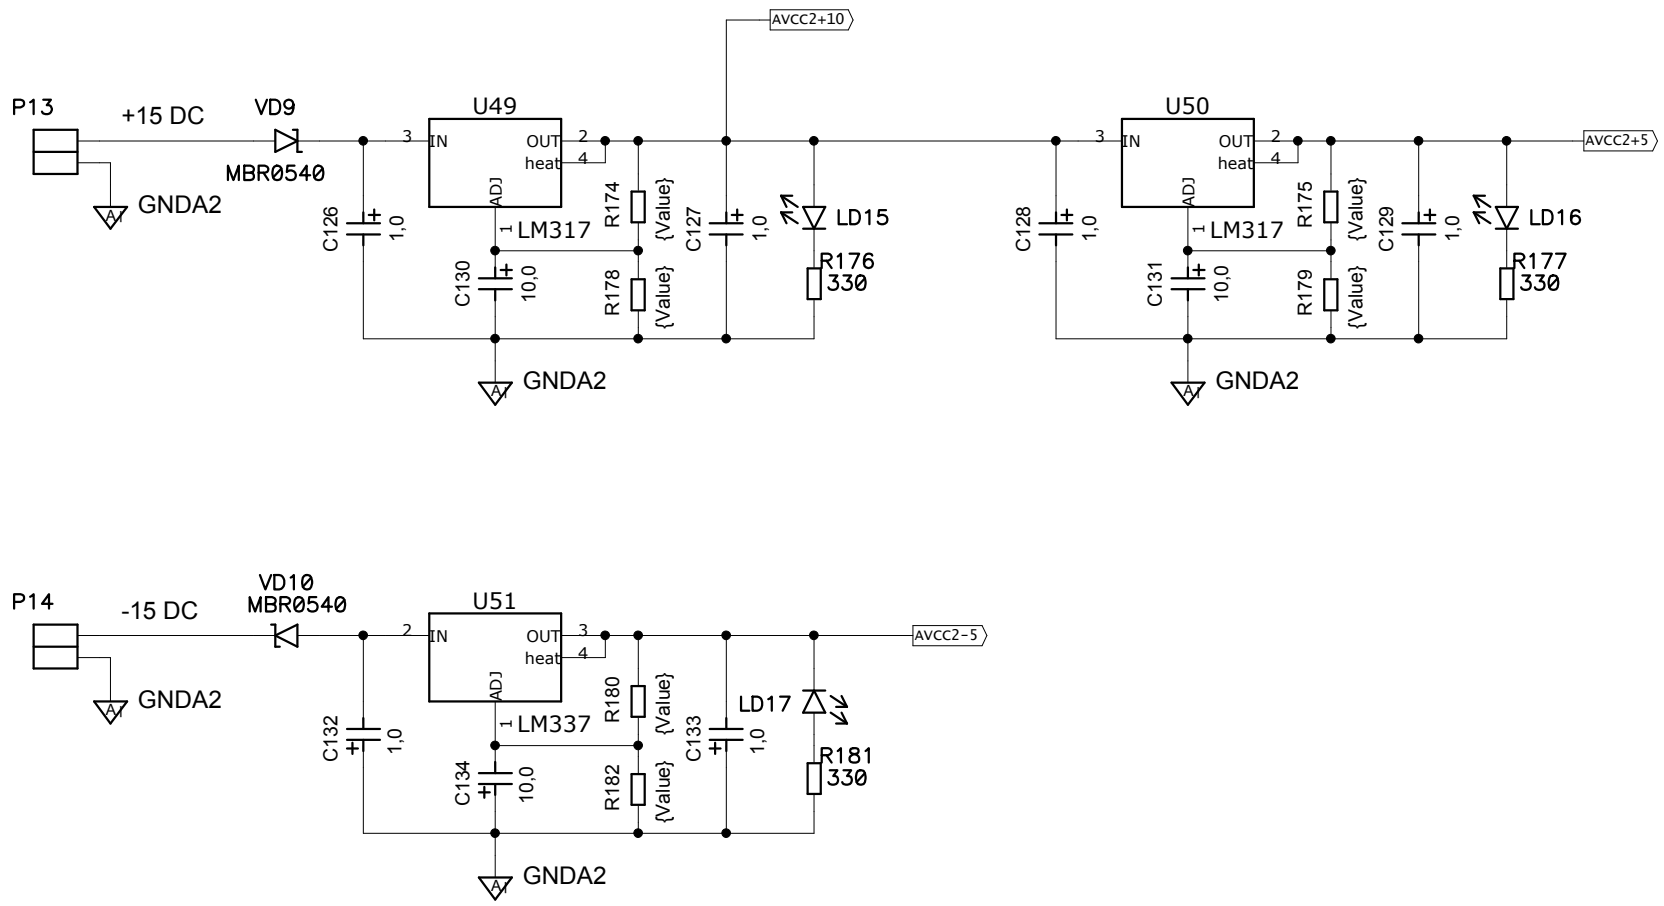 AVCC2+10
P13
+15 DC
VD9
MBR0540
GNDA2
A
C126
+
1,0
U49
3
IN
OUT
2
heat
4
ADJ
1
LM317
C130
+
10,0
R174
{Value}
R178
{Value}
C127
+
1,0
LD15
R176
330
A
GNDA2
C128
+
1,0
U50
3
IN
OUT
2
heat
4
ADJ
1
LM317
C131
+
10,0
R175
{Value}
R179
{Value}
C129
+
1,0
LD16
R177
330
AVCC2+5
A
GNDA2
P14
-15 DC
VD10
MBR0540
GNDA2
A
C132
+
1,0
U51
2
IN
OUT
3
heat
4
ADJ
1
LM337
C134
+
10,0
R180
{Value}
R182
{Value}
C133
+
1,0
LD17
R181
330
AVCC2-5
A
GNDA2